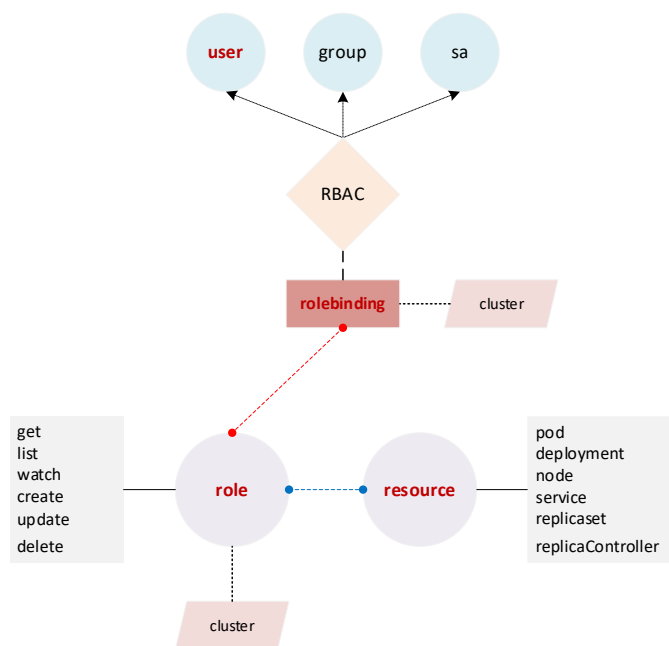 user
group
sa
RBAC
rolebinding
cluster
get
list
watch
create
update
delete
role
resource
pod
deployment
node
service
replicaset
replicaController
cluster